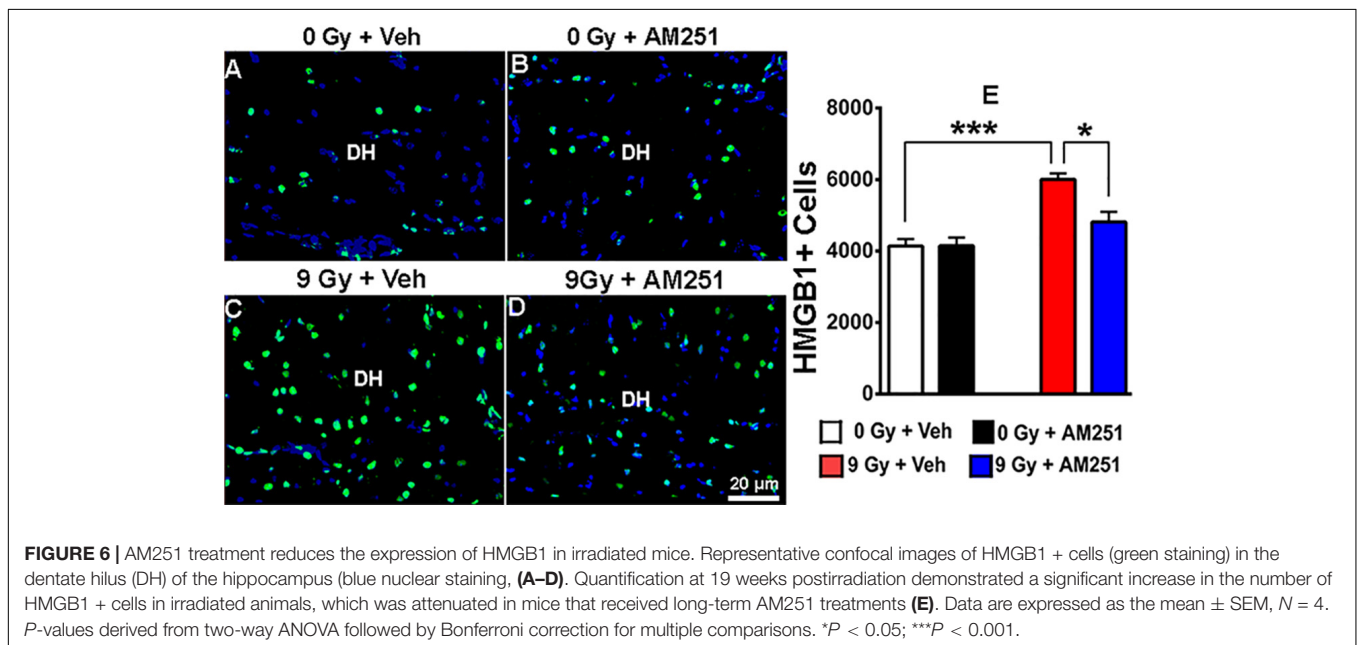 0 Gy + Veh
0 Gy + AM251
A
B
DH
DH
9 Gy + Veh
9Gy + AM251
C
D
DH
DH
20 µm
E
HMGB1+ Cells
8000
6000
4000
2000
0
***
*
0 Gy + Veh
0 Gy + AM251
9 Gy + Veh
9 Gy + AM251
FIGURE 6 | AM251 treatment reduces the expression of HMGB1 in irradiated mice. Representative confocal images of HMGB1 + cells (green staining) in the
dentate hilus (DH) of the hippocampus (blue nuclear staining, (A–D). Quantification at 19 weeks postirradiation demonstrated a significant increase in the number of
HMGB1 + cells in irradiated animals, which was attenuated in mice that received long-term AM251 treatments (E). Data are expressed as the mean ± SEM, N = 4.
P-values derived from two-way ANOVA followed by Bonferroni correction for multiple comparisons. *P < 0.05; ***P < 0.001.